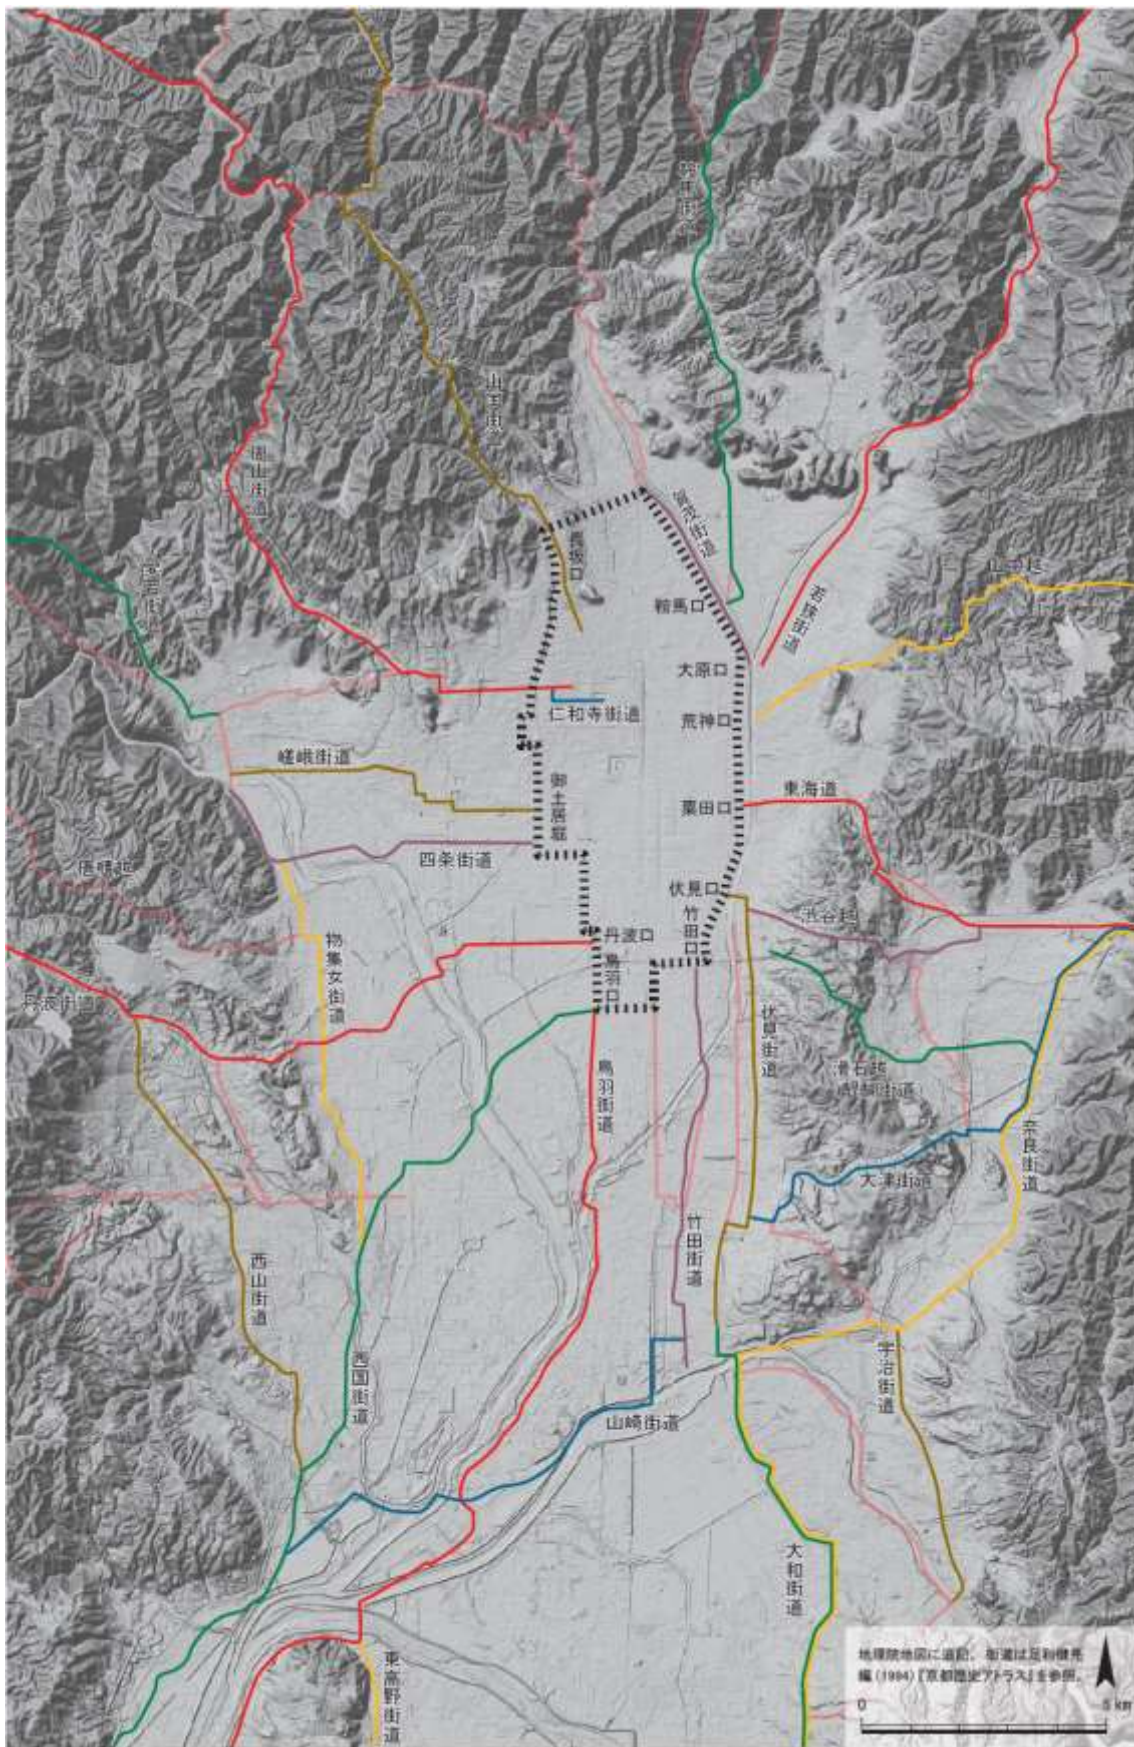 鞍馬街道
周山街道
長坂口
鞍馬口
若狭街道
山中越
大原口
仁和寺街道
荒神口
嵯峨街道
御土居堀
粟田口
東海道
四条街道
伏見口
渋谷越
竹田口
丹波口
鳥羽口
物集女街道
丹波街道
伏見街道
鳥羽街道
滑石越
奈良街道
大津街道
竹田街道
西山街道
西国街道
宇治街道
山崎街道
大和街道
東高野街道
地理院地図に追記。 街道は足利健亮
編(1994)『京都歴史アトラス』を参照。
0
5 km